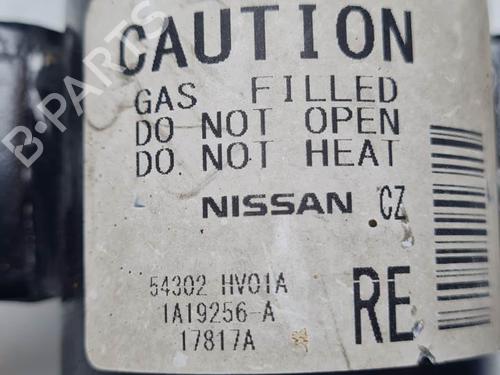 CAUTION
GAS FILLED
DO NOT OPEN
DO NOT HEAT
NISSAN CZ
54302 HV01A
1A19256-A
17817A
RE
B-PARTS